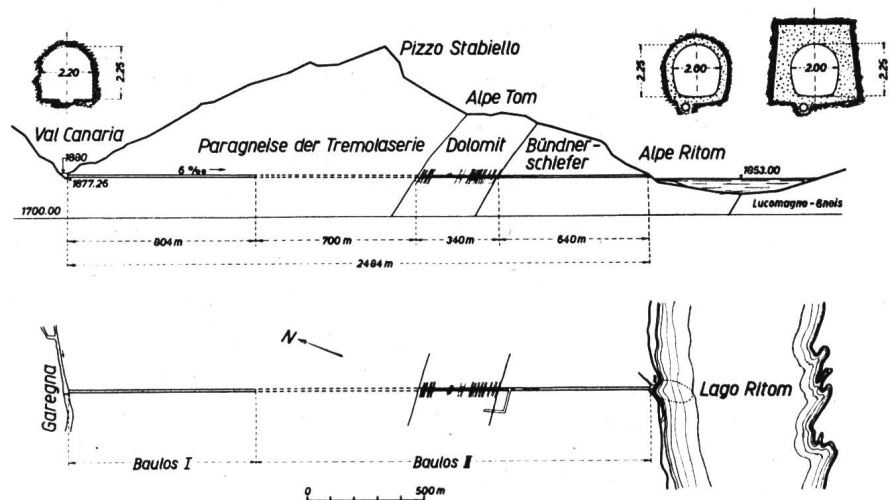 2.20
2.25
Pizzo Stabiello
2.25
2.00
2.00
2.25
Alpe Tom
Val Canaria
Paragneise der Tremolaserie
Dolomit
Bündner-
schiefer
Alpe Ritom
1880
6 ‰
1853.00
1877.26
Lucomagno-Gneis
1700.00
804 m
700 m
340 m
640 m
2484 m
N
Garegna
Lago Ritom
Baulos I
Baulos II
0
500 m